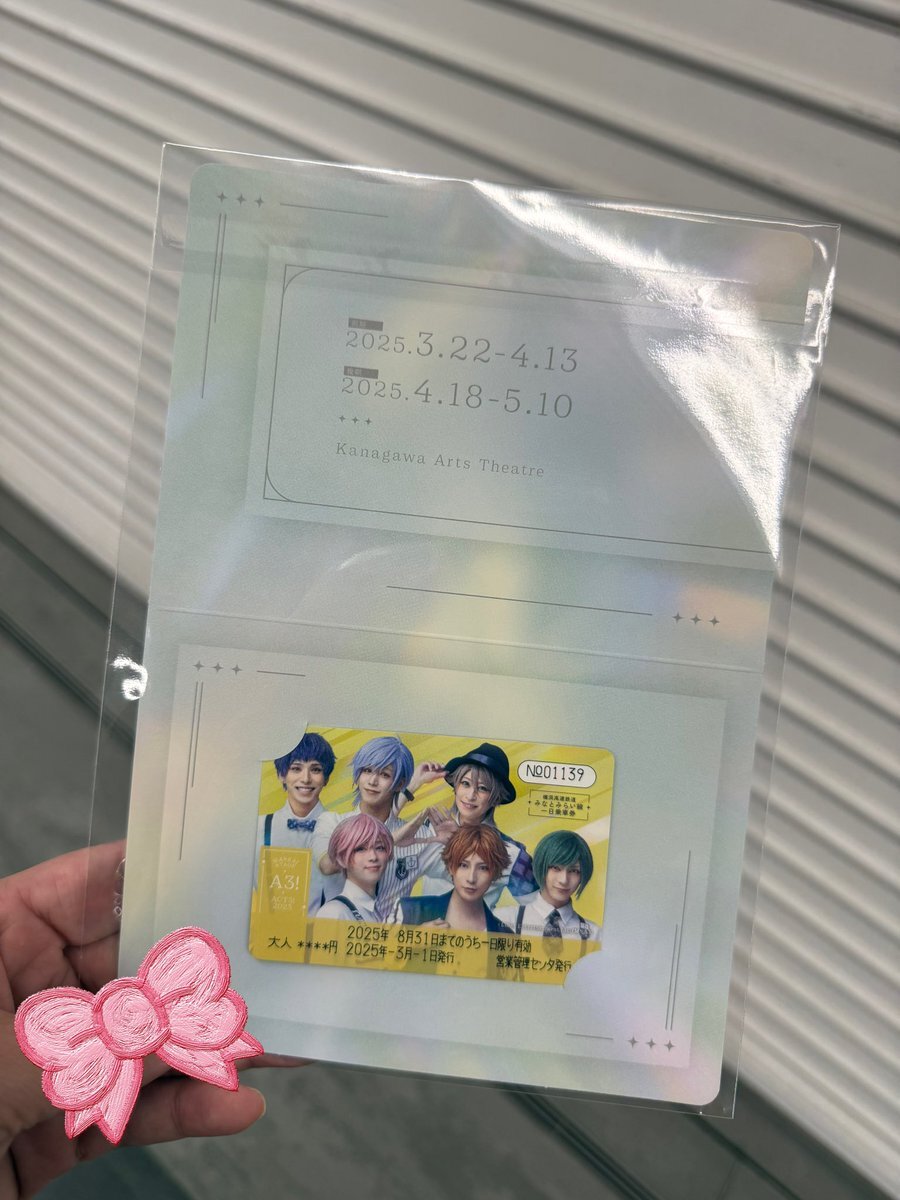 2025.3.22-4.13
2025.4.18-5.10
Kanagawa Arts Theatre
№01139
横浜高速鉄道
みなとみらい線
一日乗車券
A3!
ACT3!
2025
2025年 8月31日までのうち一日限り有効
大人 ****円 2025年-3月-1日発行 営業管理センタ発行